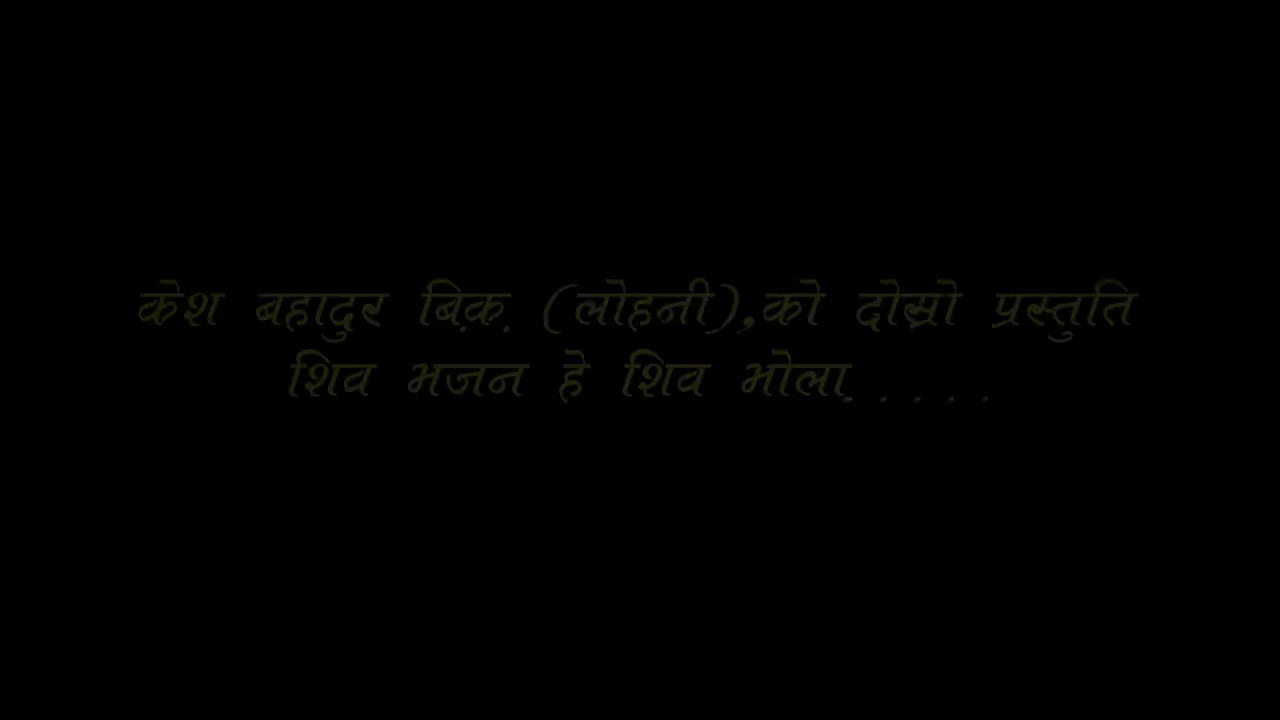 केश बहादुर बि.क. (लोहनी),को दोस्रो प्रस्तुति
शिव भजन हे शिव भोला.....